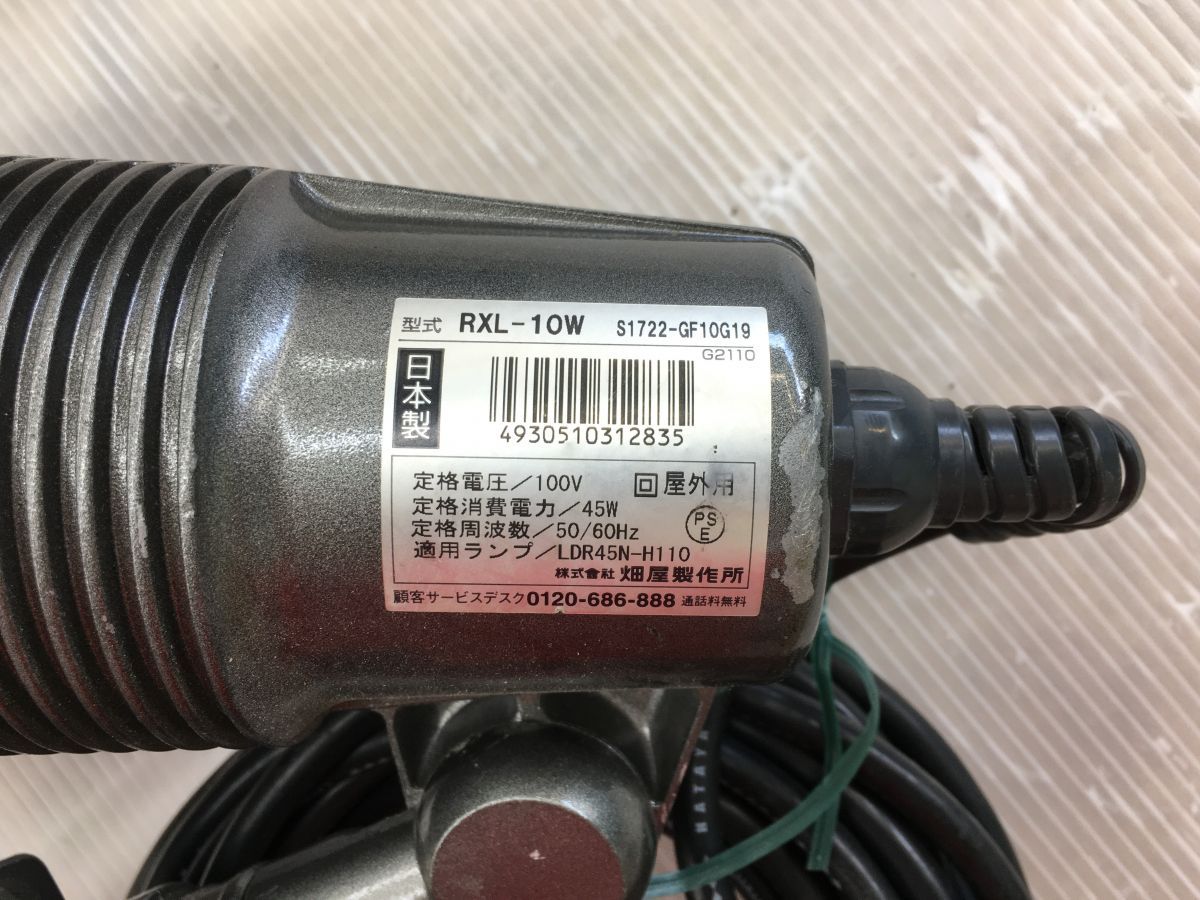 型式 RXL-10W S1722-GF10G19
G2110
日本製
4930510312835
定格電圧/100V 回屋外用
定格消費電力/45W
定格周波数/50/60Hz
PS
E
適用ランプ/LDR45N-H110
株式會社 畑屋製作所
顧客サービスデスク 0120-686-888 通話料無料
HATAYA